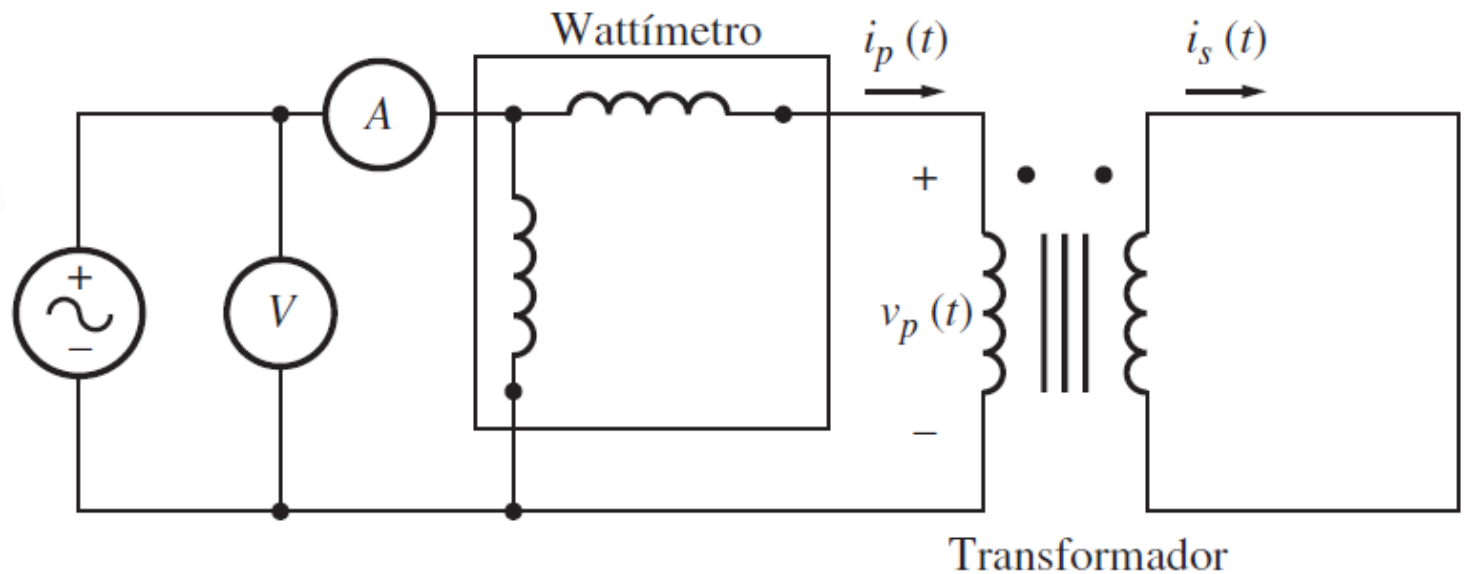 Wattímetro
i_p (t)
i_s (t)
A
+
+
V
v_p (t)
–
–
Transformador